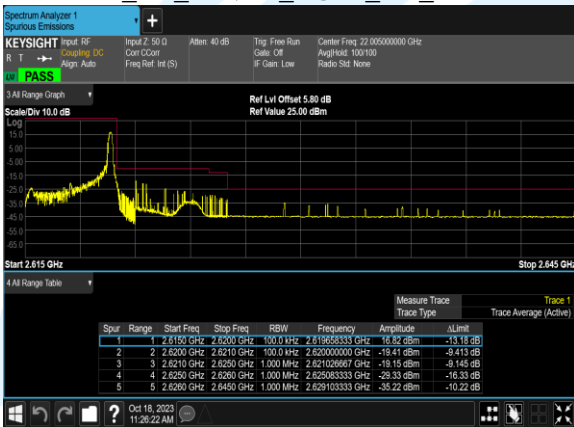 Spectrum Analyzer 1
Spurious Emissions
+
KEYSIGHT Input: RF Input Z: 50 Ω Atten: 40 dB Trig: Free Run Center Freq: 22.005000000 GHz
R T Coupling: DC Corr CCorr Gate: Off Avg|Hold: 100/100
Align: Auto Freq Ref: Int (S) IF Gain: Low Radio Std: None
PASS
3 All Range Graph
Ref Lvl Offset 5.80 dB
Scale/Div 10.0 dB Ref Value 25.00 dBm
Log
15.0
5.00
-5.00
-15.0
-25.0
-35.0
-45.0
-55.0
-65.0
Start 2.615 GHz Stop 2.645 GHz
4 All Range Table
Measure Trace Trace 1
Trace Type Trace Average (Active)
Spur Range Start Freq Stop Freq RBW Frequency Amplitude ΔLimit
1 1 2.6150 GHz 2.6200 GHz 100.0 kHz 2.619658333 GHz 16.82 dBm -13.18 dB
2 2 2.6200 GHz 2.6210 GHz 100.0 kHz 2.620000000 GHz -19.41 dBm -9.413 dB
3 3 2.6210 GHz 2.6250 GHz 1.000 MHz 2.621026667 GHz -19.15 dBm -9.145 dB
4 4 2.6250 GHz 2.6260 GHz 1.000 MHz 2.625083333 GHz -29.33 dBm -16.33 dB
5 5 2.6260 GHz 2.6450 GHz 1.000 MHz 2.629103333 GHz -35.22 dBm -10.22 dB
? Oct 18, 2023
11:26:22 AM